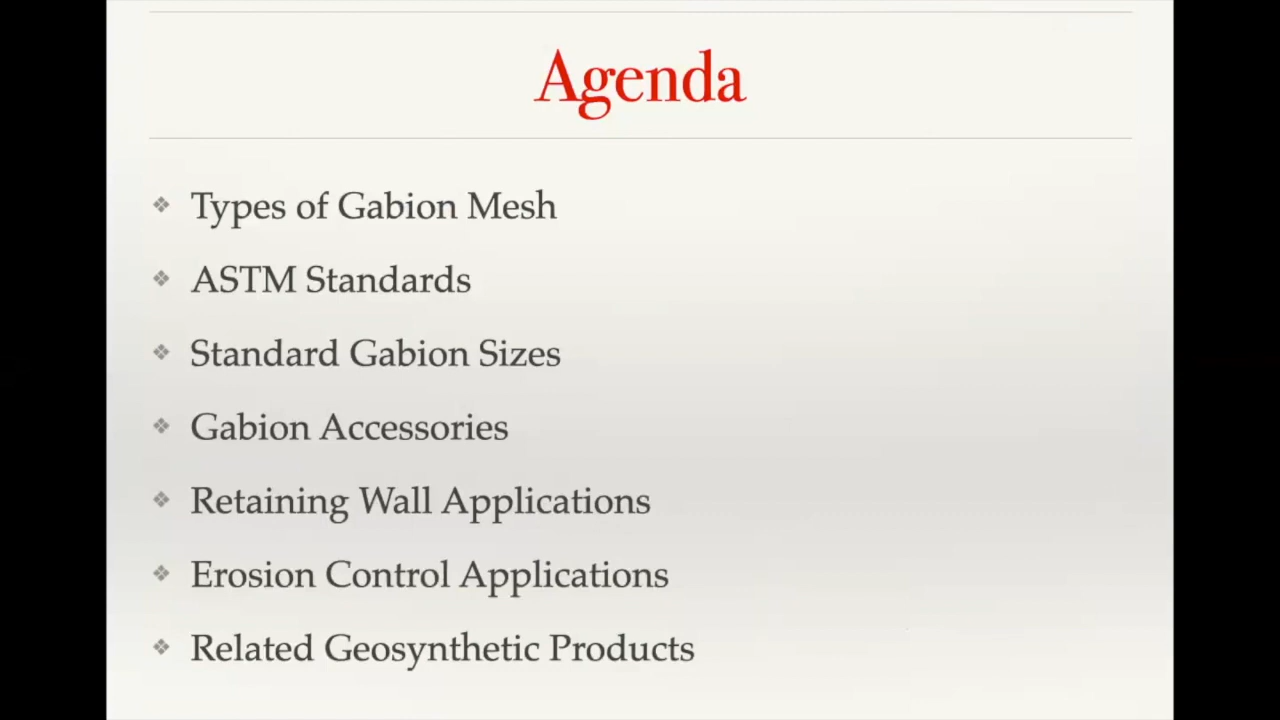 Agenda
Types of Gabion Mesh
ASTM Standards
Standard Gabion Sizes
Gabion Accessories
Retaining Wall Applications
Erosion Control Applications
Related Geosynthetic Products